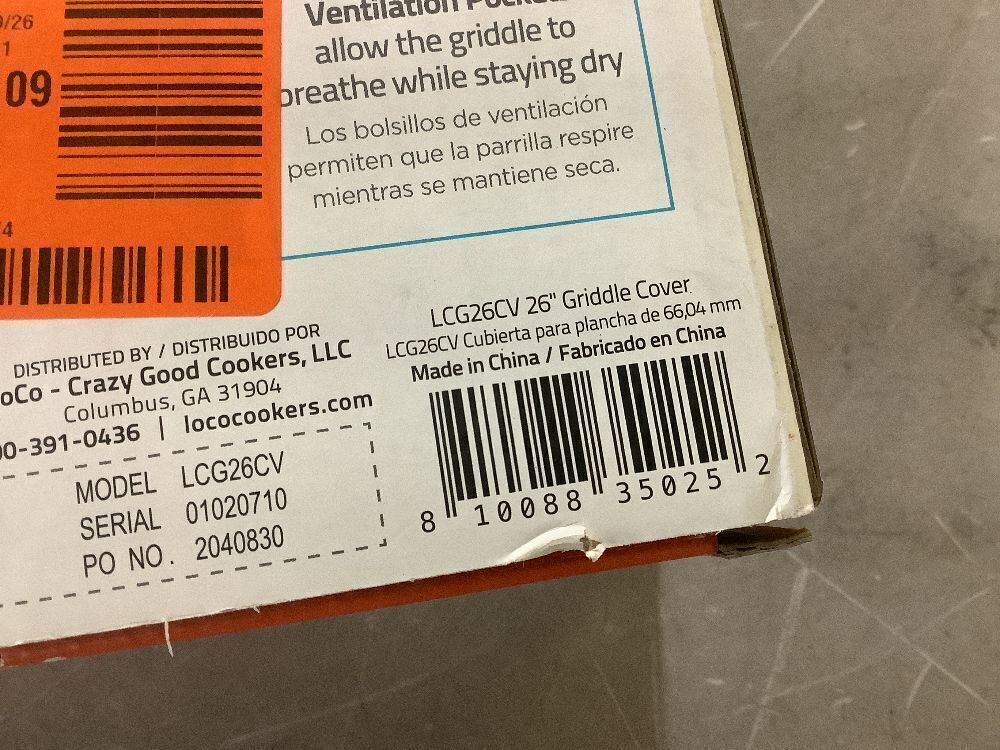 /26
1
09
4
Ventilation
allow the griddle to
breathe while staying dry
Los bolsillos de ventilación
permiten que la parrilla respire
mientras se mantiene seca.
LCG26CV 26" Griddle Cover
LCG26CV Cubierta para plancha de 66,04 mm
Made in China / Fabricado en China
8 10088 35025 2
DISTRIBUTED BY / DISTRIBUIDO POR
oCo - Crazy Good Cookers, LLC
Columbus, GA 31904
00-391-0436 | lococookers.com
MODEL LCG26CV
SERIAL 01020710
PO NO. 2040830